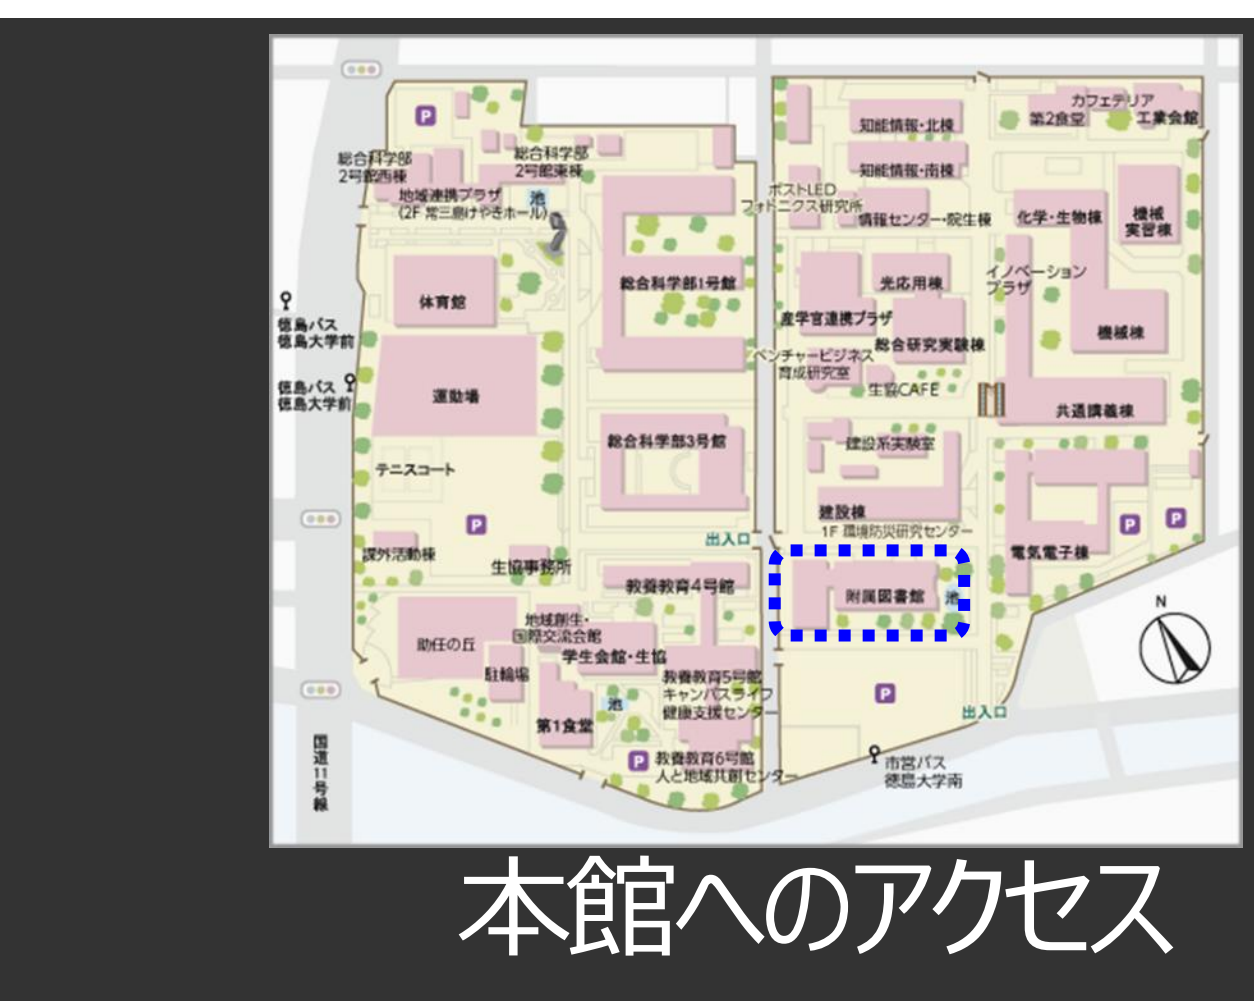 P
総合科学部
2号館西棟
総合科学部
2号館東棟
地域連携プラザ
(2F 常三島けやきホール)
池
体育館
総合科学部1号館
徳島バス
徳島大学前
徳島バス
徳島大学前
運動場
総合科学部3号館
テニスコート
P
課外活動棟
生協事務所
出入口
教養教育4号館
助任の丘
地域創生・
国際交流会館
学生会館・生協
駐輪場
第1食堂
池
教養教育5号館
キャンパスライフ
健康支援センター
P
教養教育6号館
人と地域共創センター
国道11号線
知能情報・北棟
カフェテリア
第2食堂
工業会館
知能情報・南棟
ポストLED
フォトニクス研究所
情報センター・院生棟
化学・生物棟
機械
実習棟
光応用棟
イノベーション
プラザ
産学官連携プラザ
総合研究実験棟
機械棟
ベンチャービジネス
育成研究室
生協CAFE
共通講義棟
建設系実験室
建設棟
1F 環境防災研究センター
P
P
電気電子棟
附属図書館
池
N
P
出入口
市営バス
徳島大学南
本館へのアクセス